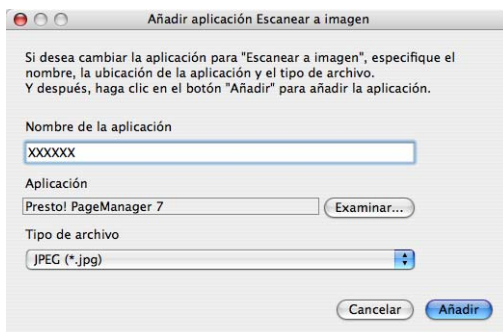 Añadir aplicación Escanear a imagen
Si desea cambiar la aplicación para "Escanear a imagen", especifique el
nombre, la ubicación de la aplicación y el tipo de archivo.
Y después, haga clic en el botón "Añadir" para añadir la aplicación.
Nombre de la aplicación
XXXXXX
Aplicación
Presto! PageManager 7
Examinar...
Tipo de archivo
JPEG (*.jpg)
Cancelar
Añadir